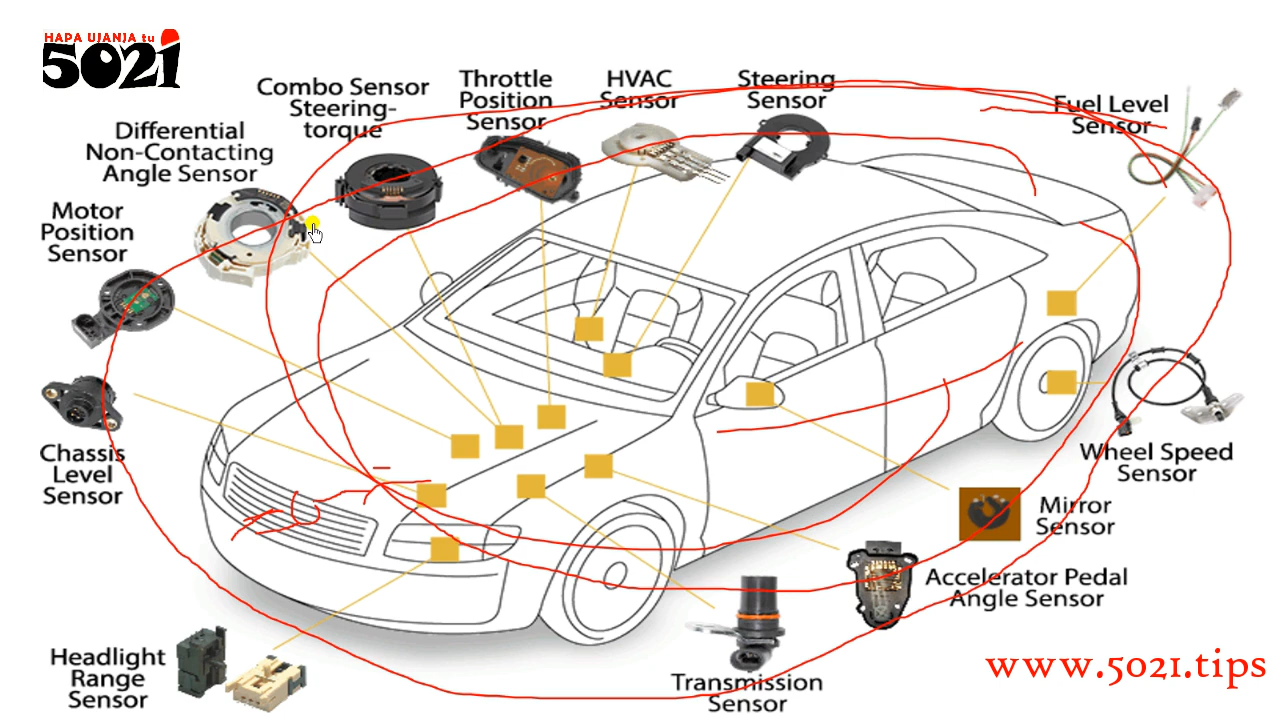 HAPA UJANJA tu
5021
Combo Sensor
Steering-
torque
Throttle
Position
Sensor
HVAC
Sensor
Steering
Sensor
Fuel Level
Sensor
Differential
Non-Contacting
Angle Sensor
Motor
Position
Sensor
Chassis
Level
Sensor
Wheel Speed
Sensor
Mirror
Sensor
Accelerator Pedal
Angle Sensor
Headlight
Range
Sensor
Transmission
Sensor
www.5021.tips